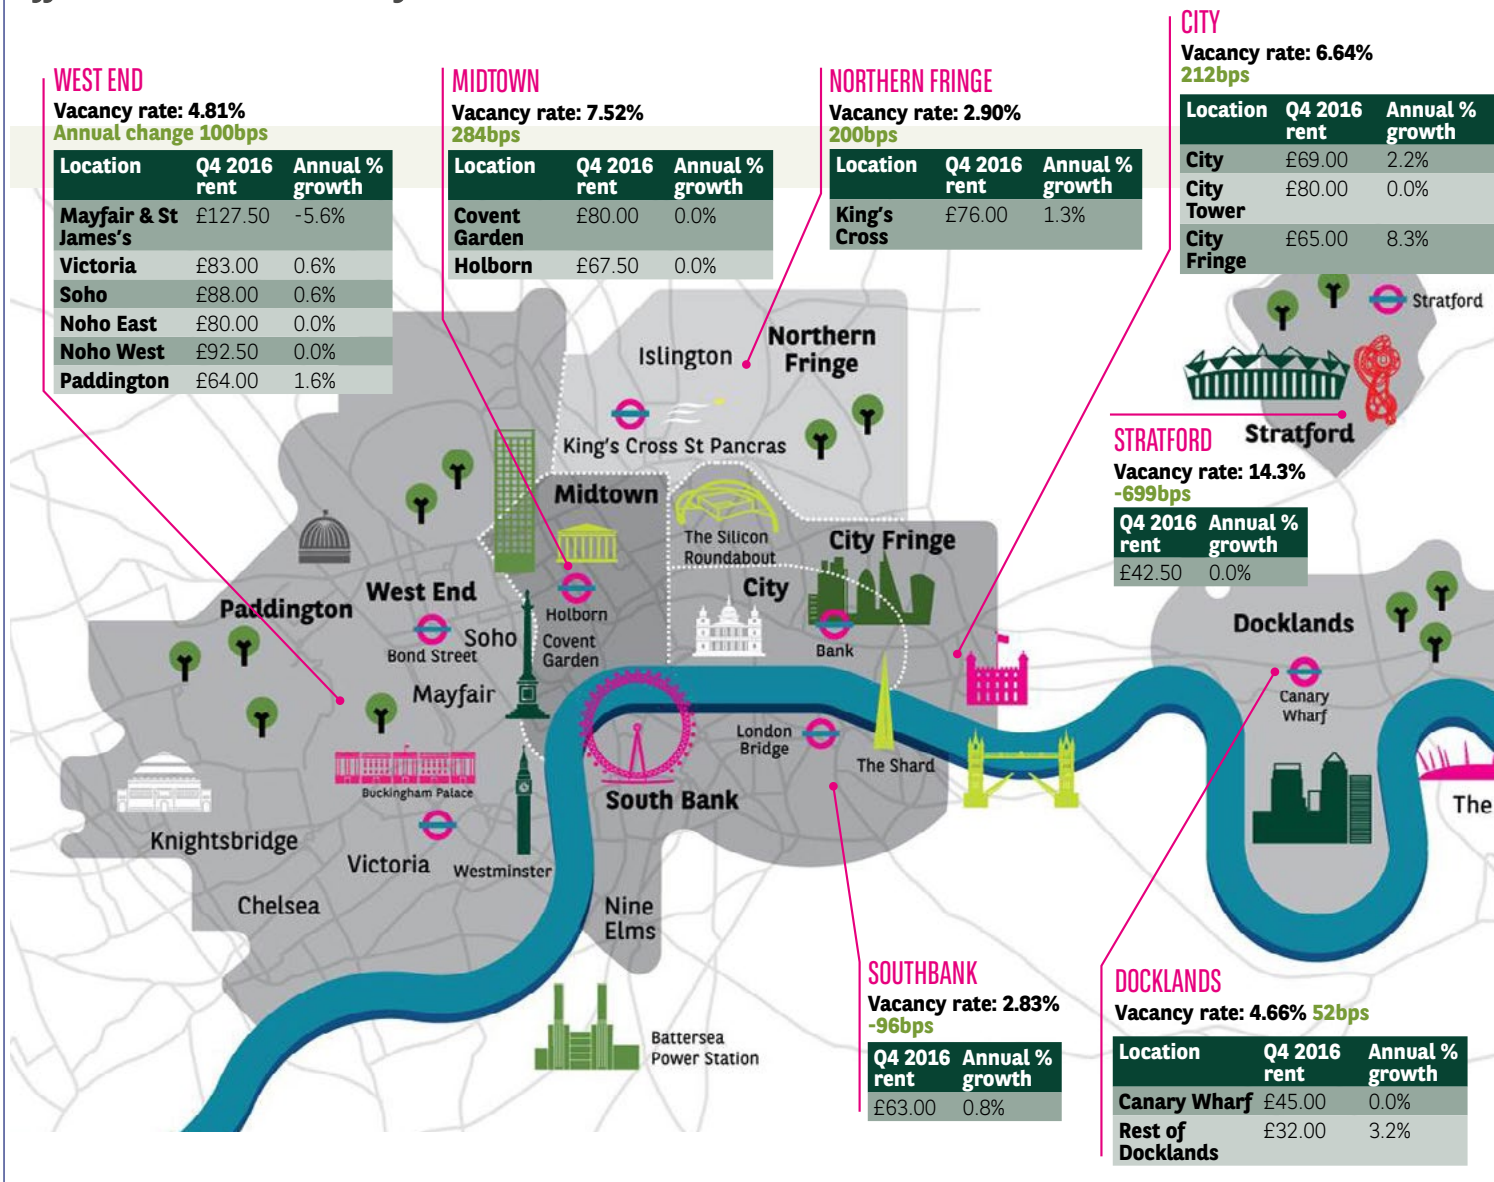 WEST END
Vacancy rate: 4.81%
Annual change 100bps
Location Q4 2016 rent Annual % growth
Mayfair & St James's £127.50 -5.6%
Victoria £83.00 0.6%
Soho £88.00 0.6%
Noho East £80.00 0.0%
Noho West £92.50 0.0%
Paddington £64.00 1.6%
MIDTOWN
Vacancy rate: 7.52%
284bps
Location Q4 2016 rent Annual % growth
Covent Garden £80.00 0.0%
Holborn £67.50 0.0%
NORTHERN FRINGE
Vacancy rate: 2.90%
200bps
Location Q4 2016 rent Annual % growth
King's Cross £76.00 1.3%
CITY
Vacancy rate: 6.64%
212bps
Location Q4 2016 rent Annual % growth
City £69.00 2.2%
City Tower £80.00 0.0%
City Fringe £65.00 8.3%
Stratford
Stratford
STRATFORD
Vacancy rate: 14.3%
-699bps
Q4 2016 rent Annual % growth
£42.50 0.0%
Islington
Northern
Fringe
King's Cross St Pancras
Midtown
The Silicon
Roundabout
City Fringe
City
Holborn
Covent
Garden
Bank
Paddington
West End
Soho
Bond Street
Mayfair
Buckingham Palace
Knightsbridge
Victoria
Westminster
Chelsea
London
Bridge
The Shard
South Bank
Nine
Elms
Battersea
Power Station
Docklands
Canary
Wharf
The
SOUTHBANK
Vacancy rate: 2.83%
-96bps
Q4 2016 rent Annual % growth
£63.00 0.8%
DOCKLANDS
Vacancy rate: 4.66% 52bps
Location Q4 2016 rent Annual % growth
Canary Wharf £45.00 0.0%
Rest of Docklands £32.00 3.2%